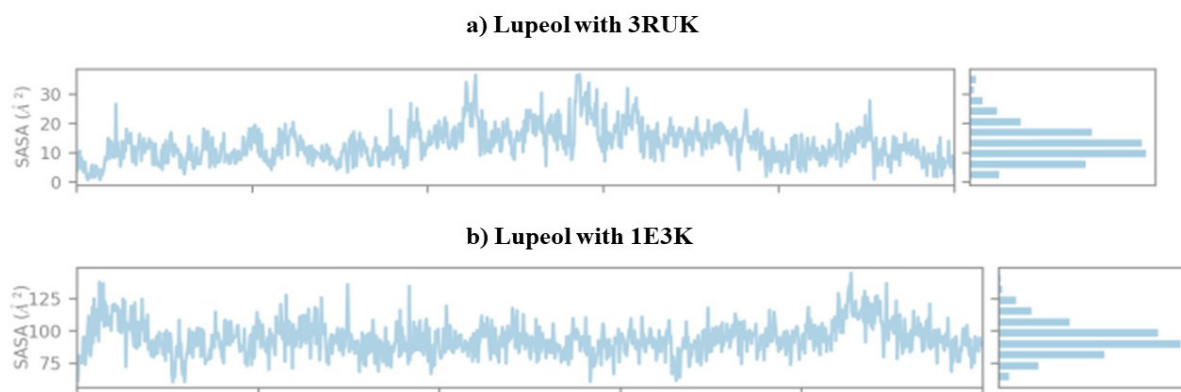 a) Lupeol with 3RUK
SASA (Å²)
30
20
10
0
b) Lupeol with 1E3K
SASA (Å²)
125
100
75